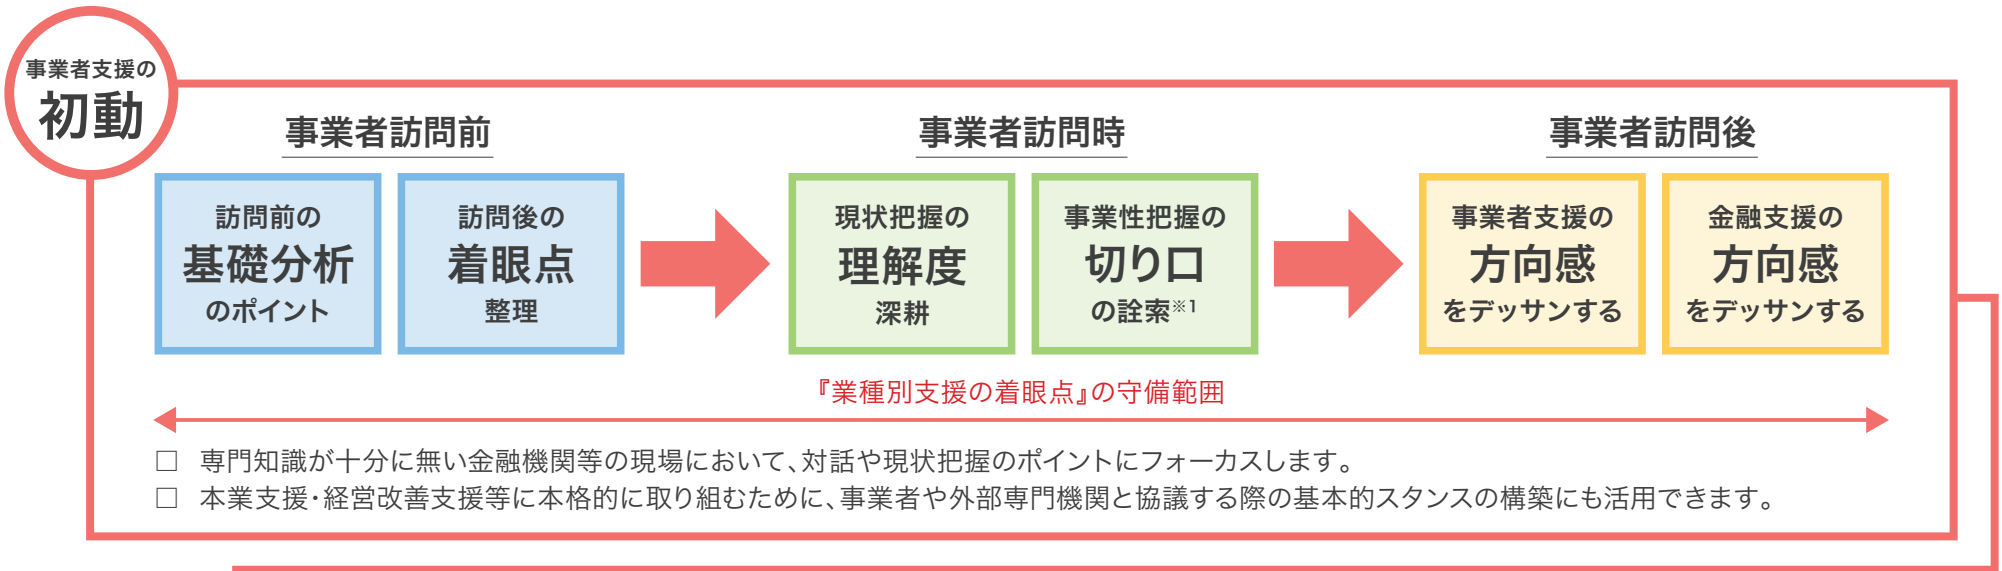 事業者支援の
初動
事業者訪問前
訪問前の
基礎分析
のポイント
訪問後の
着眼点
整理
事業者訪問時
現状把握の
理解度
深耕
事業性把握の
切り口
の詮索※1
事業者訪問後
事業者支援の
方向感
をデッサンする
金融支援の
方向感
をデッサンする
『業種別支援の着眼点』の守備範囲
□ 専門知識が十分に無い金融機関等の現場において、対話や現状把握のポイントにフォーカスします。
□ 本業支援・経営改善支援等に本格的に取り組むために、事業者や外部専門機関と協議する際の基本的スタンスの構築にも活用できます。